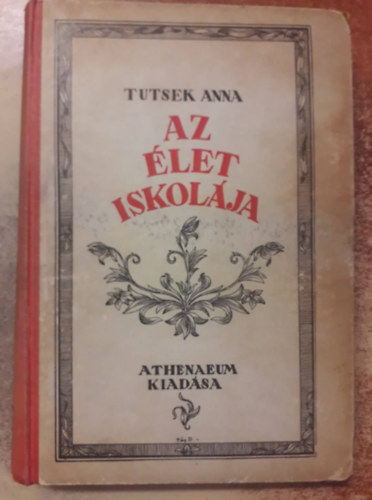 TUTSEK ANNA
AZ
ÉLET
ISKOLÁJA
ATHENAEUM
KIADÁSA